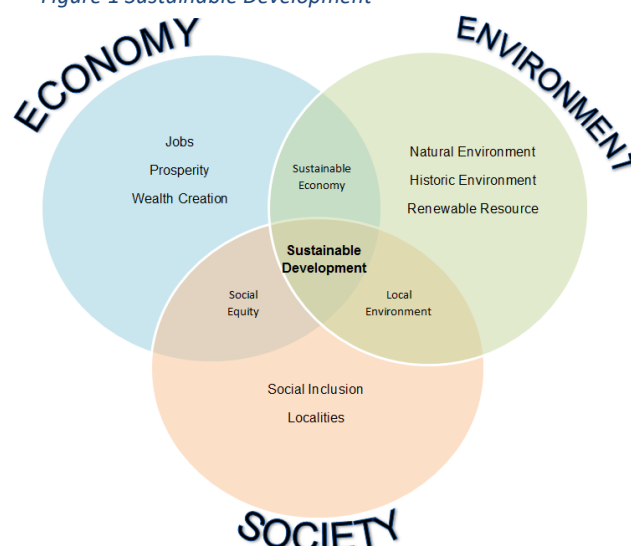 Figure 1 Sustainable Development
ECONOMY
ENVIRONMENT
Jobs
Prosperity
Wealth Creation
Sustainable
Economy
Natural Environment
Historic Environment
Renewable Resource
Sustainable
Development
Social
Equity
Local
Environment
Social Inclusion
Localities
SOCIETY